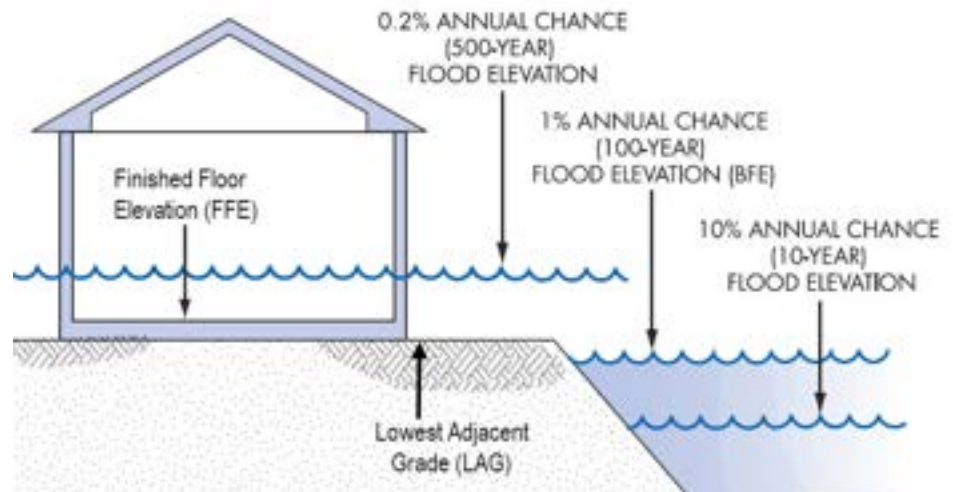 0.2% ANNUAL CHANCE
(500-YEAR)
FLOOD ELEVATION
1% ANNUAL CHANCE
(100-YEAR)
FLOOD ELEVATION (BFE)
Finished Floor
Elevation (FFE)
10% ANNUAL CHANCE
(10-YEAR)
FLOOD ELEVATION
Lowest Adjacent
Grade (LAG)